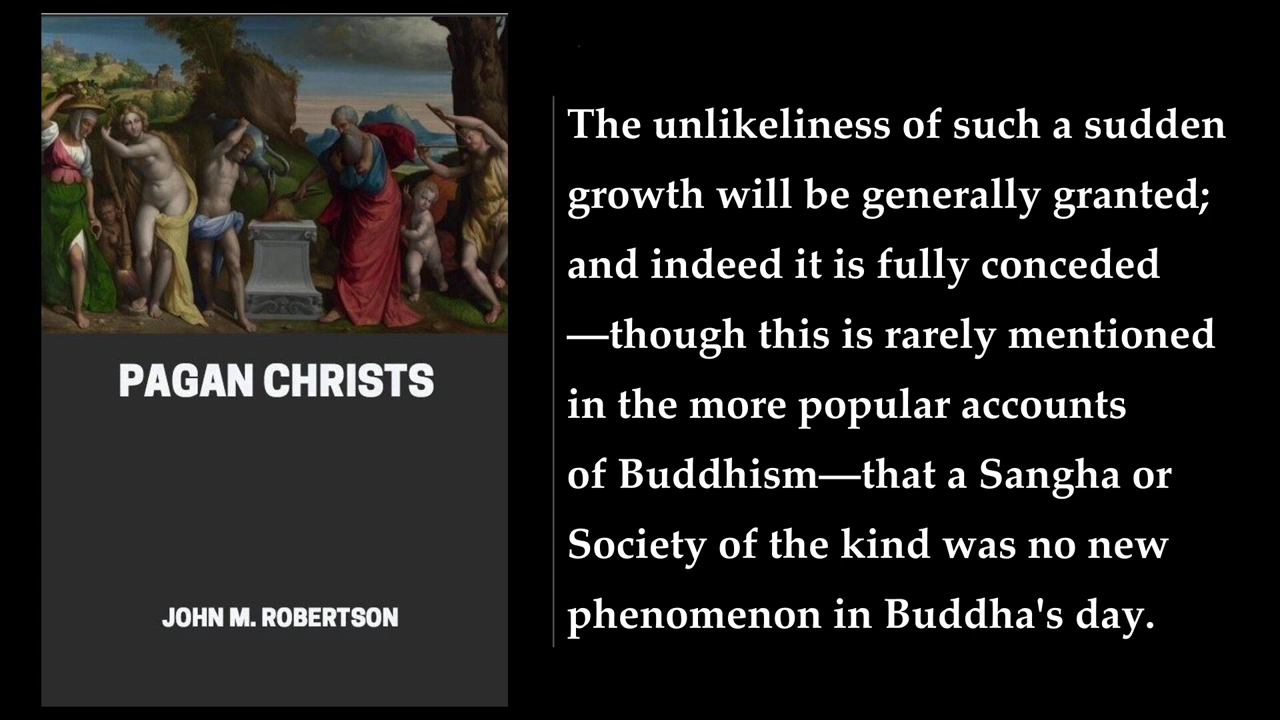 PAGAN CHRISTS
JOHN M. ROBERTSON
The unlikeliness of such a sudden
growth will be generally granted;
and indeed it is fully conceded
—though this is rarely mentioned
in the more popular accounts
of Buddhism—that a Sangha or
Society of the kind was no new
phenomenon in Buddha's day.